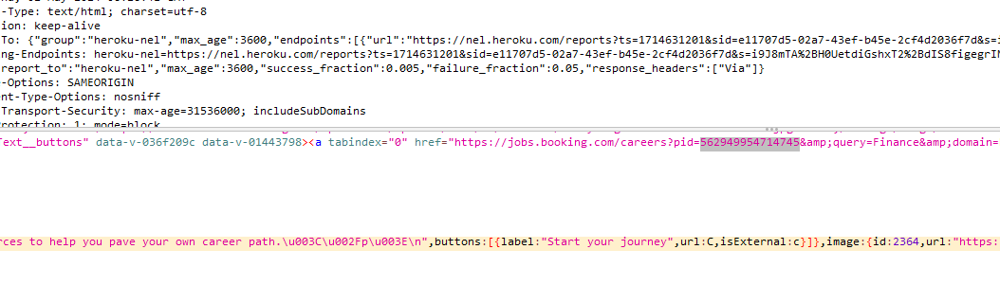 -Type: text/html; charset=utf-8
ion: keep-alive
To: {"group":"heroku-nel","max_age":3600,"endpoints":[{"url":"https://nel.heroku.com/reports?ts=1714631201&sid=e11707d5-02a7-43ef-b45e-2cf4d2036f7d&s=i
ng-Endpoints: heroku-nel=https://nel.heroku.com/reports?ts=1714631201&sid=e11707d5-02a7-43ef-b45e-2cf4d2036f7d&s=i9J8mTA%2BH0UetdiGshxT2%2BdIS8figegrIM
report_to":"heroku-nel","max_age":3600,"success_fraction":0.005,"failure_fraction":0.05,"response_headers":["Via"]}
-Options: SAMEORIGIN
ent-Type-Options: nosniff
Transport-Security: max-age=31536000; includeSubDomains
rotection: 1; mode=block
Text__buttons" data-v-036f209c data-v-01443798><a tabindex="0" href="https://jobs.booking.com/careers?pid=562949954714745&amp;query=Finance&amp;domain=
rces to help you pave your own career path.\u003C\u002Fp\u003E\n",buttons:[{label:"Start your journey",url:C,isExternal:c}]},image:{id:2364,url:"https: